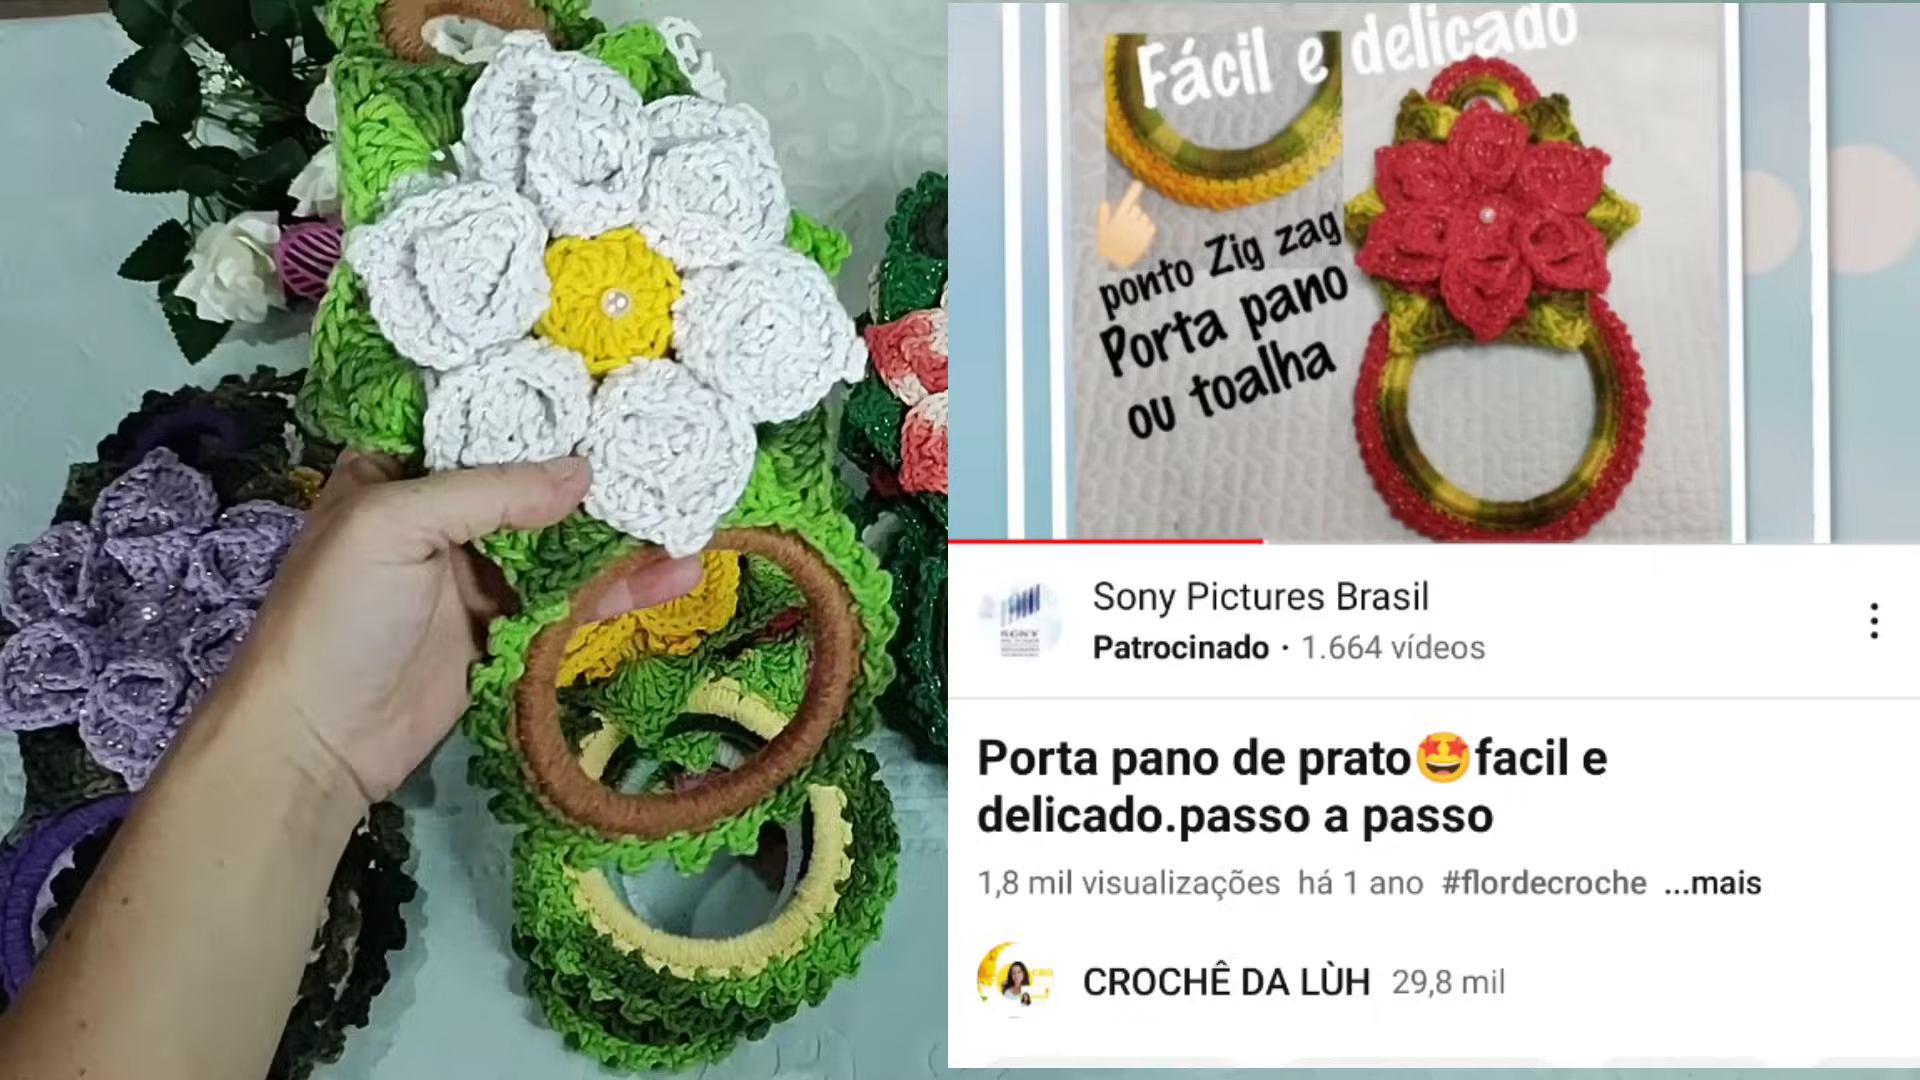 Fácil e delicado
ponto Zig zag
Porta pano
ou toalha
SONY
Sony Pictures Brasil
Patrocinado · 1.664 vídeos
Porta pano de prato🤩facil e
delicado.passo a passo
1,8 mil visualizações há 1 ano #flordecroche ...mais
CROCHÊ DA LÙH 29,8 mil